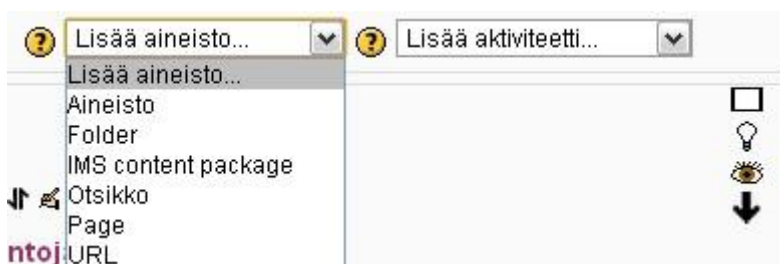 Lisää aineisto... Lisää aktiviteetti...
Lisää aineisto...
Aineisto
Folder
IMS content package
Otsikko
Page
ntoj URL